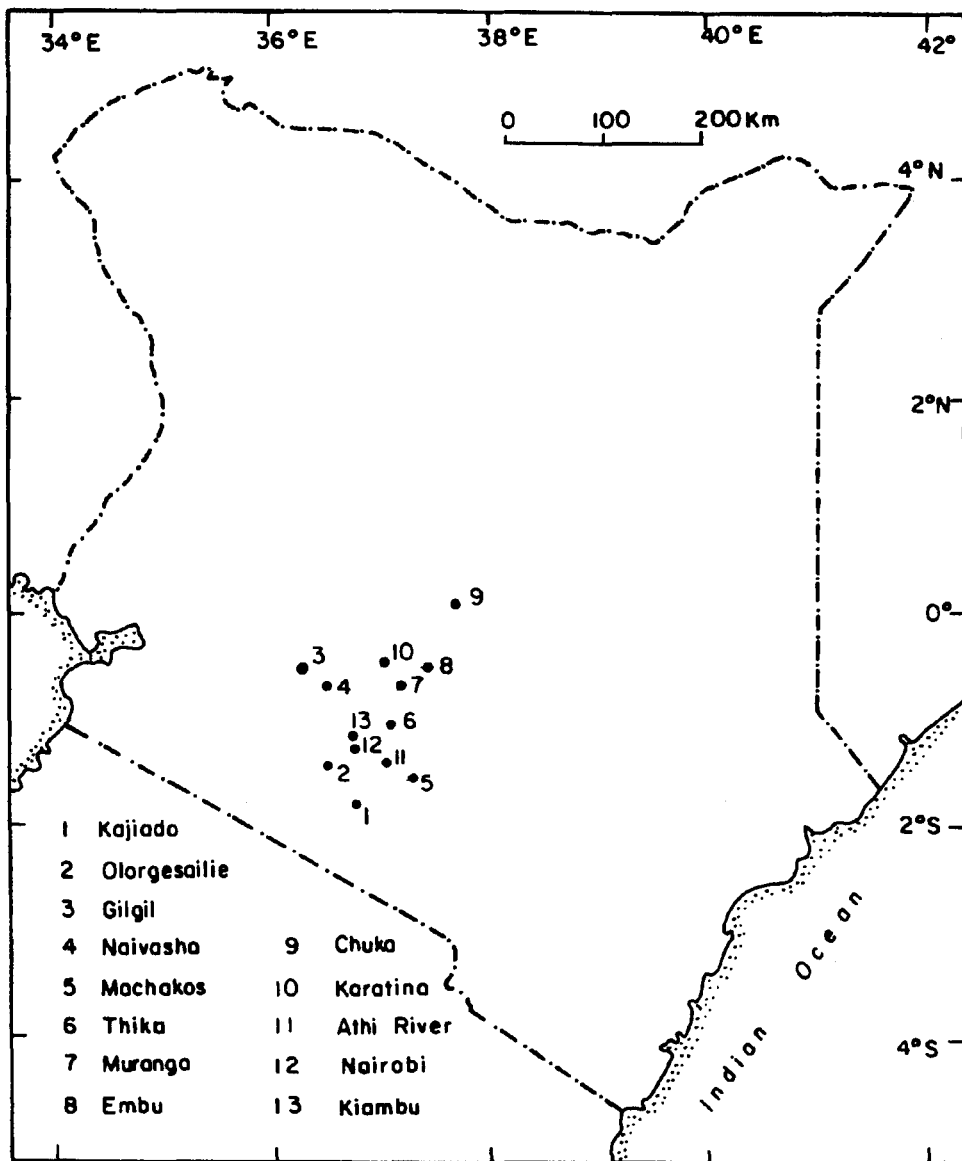 34°E 36°E 38°E 40°E 42°
0 100 200Km
4°N
2°N
9
0°
10
3 8
4 7
13 6
12
11
2 5
1
2°S
1 Kajiado
2 Olorgesailie
3 Gilgil
4 Naivasha
5 Machakos
6 Thika
7 Muranga
8 Embu
9 Chuka
10 Karatina
11 Athi River
12 Nairobi
13 Kiambu
4°S
Indian Ocean